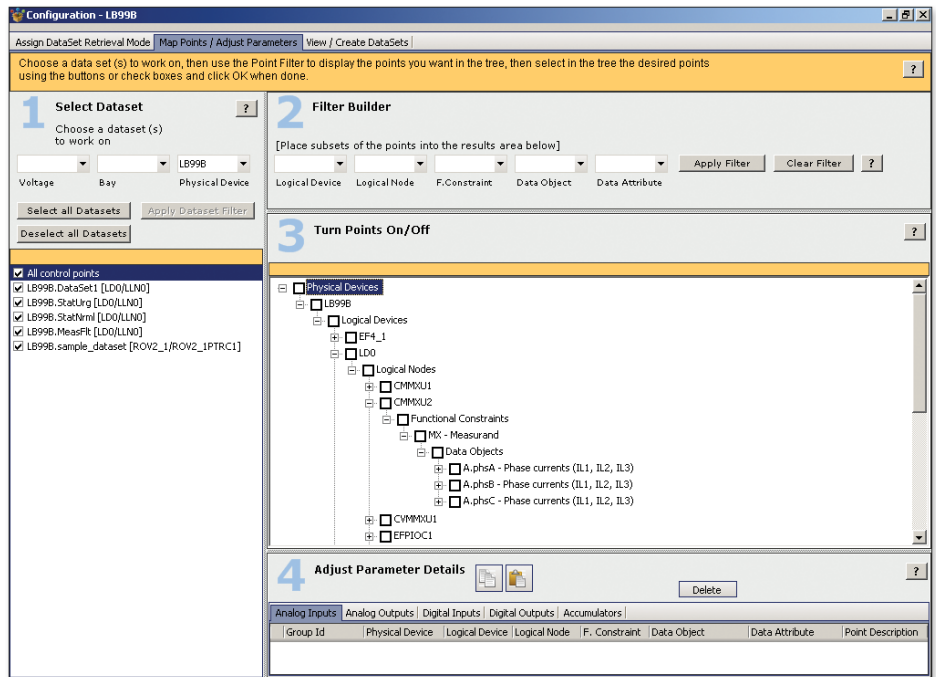 Configuration - LB99B
Assign DataSet Retrieval Mode Map Points / Adjust Parameters View / Create DataSets
Choose a data set (s) to work on, then use the Point Filter to display the points you want in the tree, then select in the tree the desired points
using the buttons or check boxes and click OK when done.
?
1 Select Dataset ?
Choose a dataset (s)
to work on
LB99B
Voltage Bay Physical Device
Select all Datasets Apply Dataset Filter
Deselect all Datasets
All control points
LB99B.DataSet1 [LD0/LLN0]
LB99B.StatUrg [LD0/LLN0]
LB99B.StatNrml [LD0/LLN0]
LB99B.MeasFlt [LD0/LLN0]
LB99B.sample_dataset [ROV2_1/ROV2_1PTRC1]
2 Filter Builder
[Place subsets of the points into the results area below]
Apply Filter Clear Filter ?
Logical Device Logical Node F.Constraint Data Object Data Attribute
3 Turn Points On/Off ?
Physical Devices
LB99B
Logical Devices
EF4_1
LD0
Logical Nodes
CMMXU1
CMMXU2
Functional Constraints
MX - Measurand
Data Objects
A.phsA - Phase currents (IL1, IL2, IL3)
A.phsB - Phase currents (IL1, IL2, IL3)
A.phsC - Phase currents (IL1, IL2, IL3)
CVMMXU1
EFPIOC1
4 Adjust Parameter Details ?
Delete
Analog Inputs Analog Outputs Digital Inputs Digital Outputs Accumulators
Group Id Physical Device Logical Device Logical Node F. Constraint Data Object Data Attribute Point Description